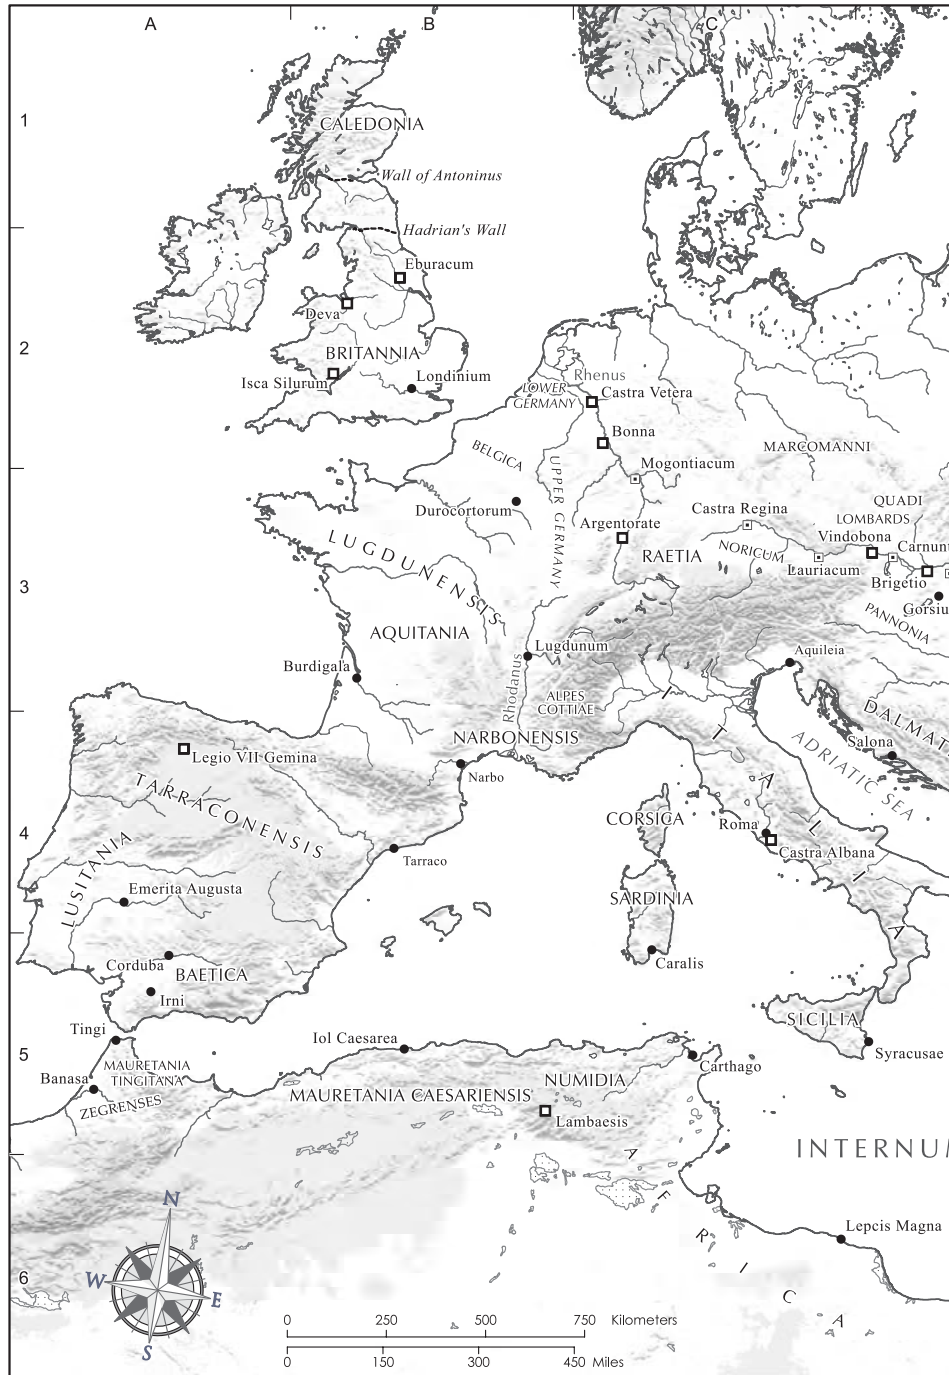 A
B
C
1
CALEDONIA
Wall of Antoninus
Hadrian's Wall
Eburacum
Deva
2
BRITANNIA
Isca Silurum
Londinium
Rhenus
LOWER
GERMANY
Castra Vetera
Bonna
BELGICA
MARCOMANNI
Mogontiacum
UPPER GERMANY
Durocortorum
Castra Regina
QUADI
LOMBARDS
Argentorate
Vindobona
LUGDUNENSIS
RAETIA
NORICUM
Carnunt
Lauriacum
Brigetio
3
Gorsiu
PANNONIA
AQUITANIA
Lugdunum
Aquileia
Burdigala
Rhodanus
ALPES
COTTIAE
ITALIA
DALMAT
NARBONENSIS
Salona
ADRIATIC SEA
Legio VII Gemina
Narbo
TARRACONENSIS
CORSICA
Roma
4
Castra Albana
Tarraco
LUSITANIA
Emerita Augusta
SARDINIA
Corduba
BAETICA
Caralis
Irni
SICILIA
Tingi
Iol Caesarea
Syracusae
5
MAURETANIA
TINGITANA
Carthago
Banasa
NUMIDIA
ZEGRENSES
MAURETANIA CAESARIENSIS
Lambaesis
INTERNU
AFRICA
N
Lepcis Magna
6
W
E
S
0 250 500 750 Kilometers
0 150 300 450 Miles